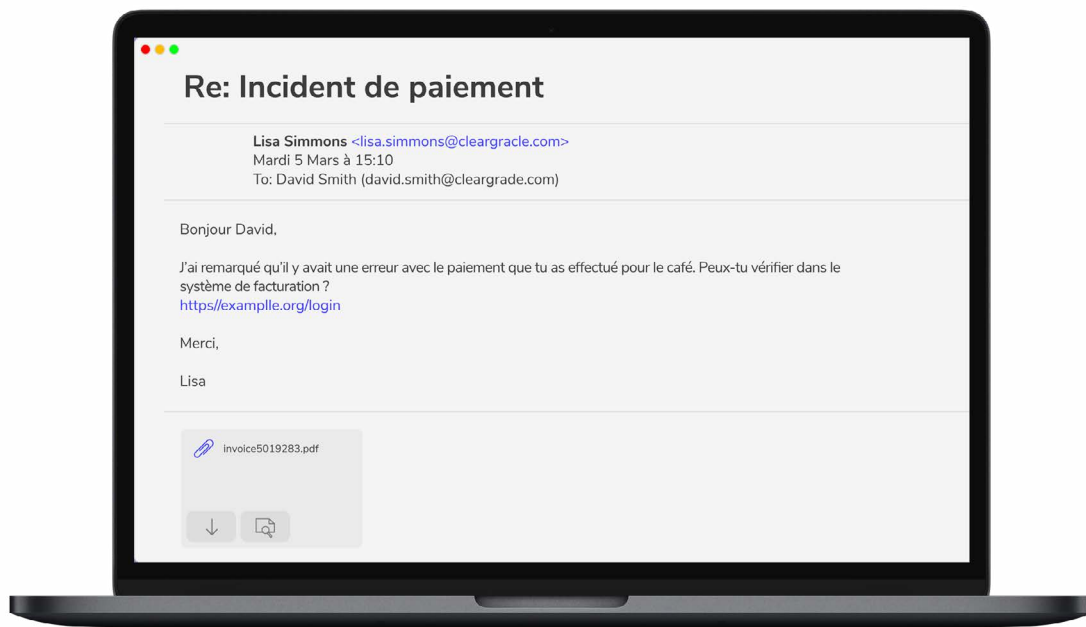 Re: Incident de paiement
Lisa Simmons <lisa.simmons@cleargracle.com>
Mardi 5 Mars à 15:10
To: David Smith (david.smith@cleargrade.com)
Bonjour David,
J'ai remarqué qu'il y avait une erreur avec le paiement que tu as effectué pour le café. Peux-tu vérifier dans le
système de facturation ?
https//examplle.org/login
Merci,
Lisa
invoice5019283.pdf